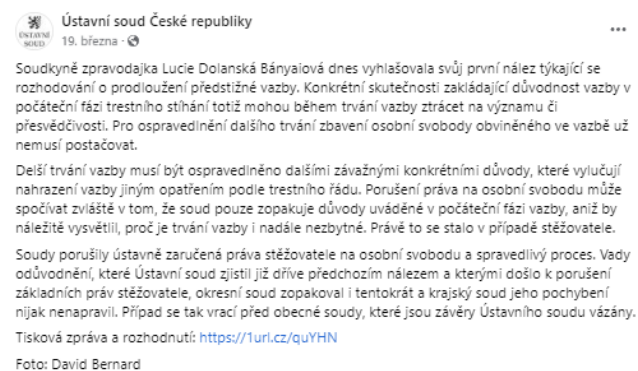 Ústavní soud České republiky
19. března ·
ÚSTAVNÍ
SOUD
Soudkyně zpravodajka Lucie Dolanská Bányaiová dnes vyhlašovala svůj první nález týkající se
rozhodování o prodloužení předstižné vazby. Konkrétní skutečnosti zakládající důvodnost vazby v
počáteční fázi trestního stíhání totiž mohou během trvání vazby ztrácet na významu či
přesvědčivosti. Pro ospravedlnění dalšího trvání zbavení osobní svobody obviněného ve vazbě už
nemusí postačovat.
Delší trvání vazby musí být ospravedlněno dalšími závažnými konkrétními důvody, které vylučují
nahrazení vazby jiným opatřením podle trestního řádu. Porušení práva na osobní svobodu může
spočívat zvláště v tom, že soud pouze zopakuje důvody uváděné v počáteční fázi vazby, aniž by
náležitě vysvětlil, proč je trvání vazby i nadále nezbytné. Právě to se stalo v případě stěžovatele.
Soudy porušily ústavně zaručená práva stěžovatele na osobní svobodu a spravedlivý proces. Vady
odůvodnění, které Ústavní soud zjistil již dříve předchozím nálezem a kterými došlo k porušení
základních práv stěžovatele, okresní soud zopakoval i tentokrát a krajský soud jeho pochybení
nijak nenapravil. Případ se tak vrací před obecné soudy, které jsou závěry Ústavního soudu vázány.
Tisková zpráva a rozhodnutí: https://1url.cz/quYHN
Foto: David Bernard